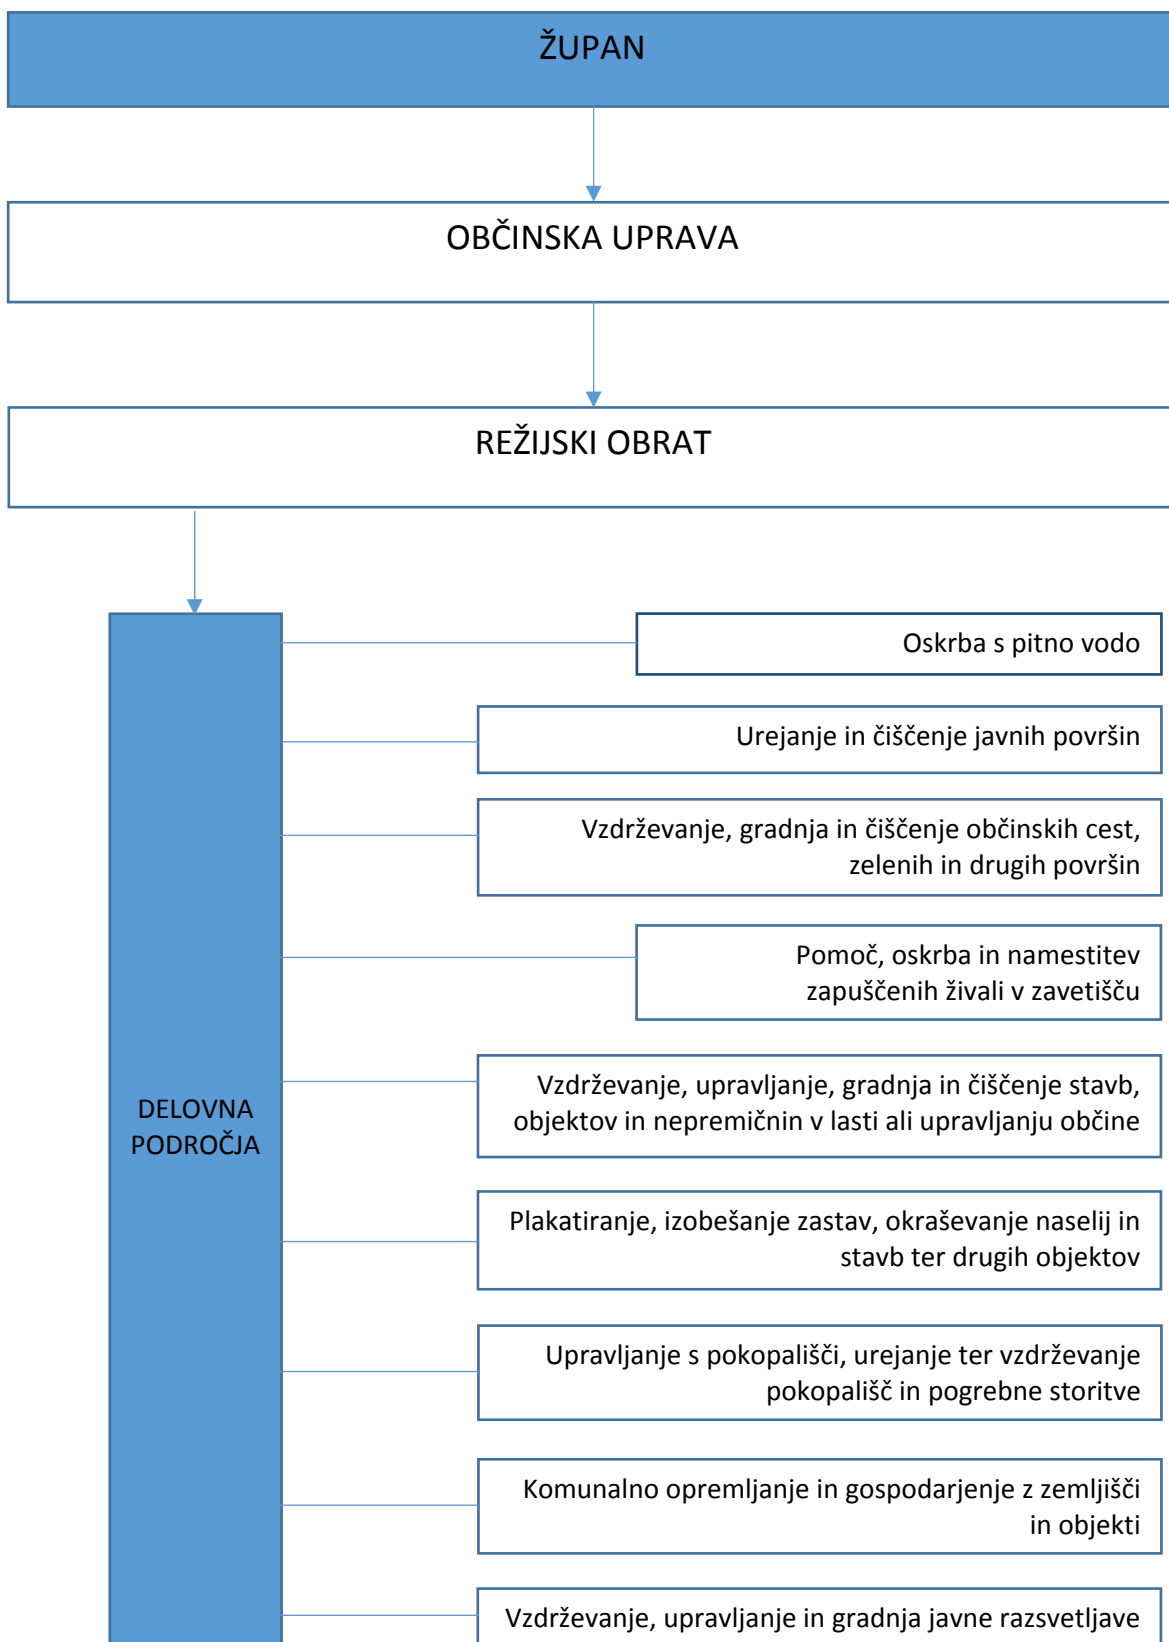 ŽUPAN
OBČINSKA UPRAVA
REŽIJSKI OBRAT
DELOVNA
PODROČJA
Oskrba s pitno vodo
Urejanje in čiščenje javnih površin
Vzdrževanje, gradnja in čiščenje občinskih cest,
zelenih in drugih površin
Pomoč, oskrba in namestitev
zapuščenih živali v zavetišču
Vzdrževanje, upravljanje, gradnja in čiščenje stavb,
objektov in nepremičnin v lasti ali upravljanju občine
Plakatiranje, izobešanje zastav, okraševanje naselij in
stavb ter drugih objektov
Upravljanje s pokopališči, urejanje ter vzdrževanje
pokopališč in pogrebne storitve
Komunalno opremljanje in gospodarjenje z zemljišči
in objekti
Vzdrževanje, upravljanje in gradnja javne razsvetljave